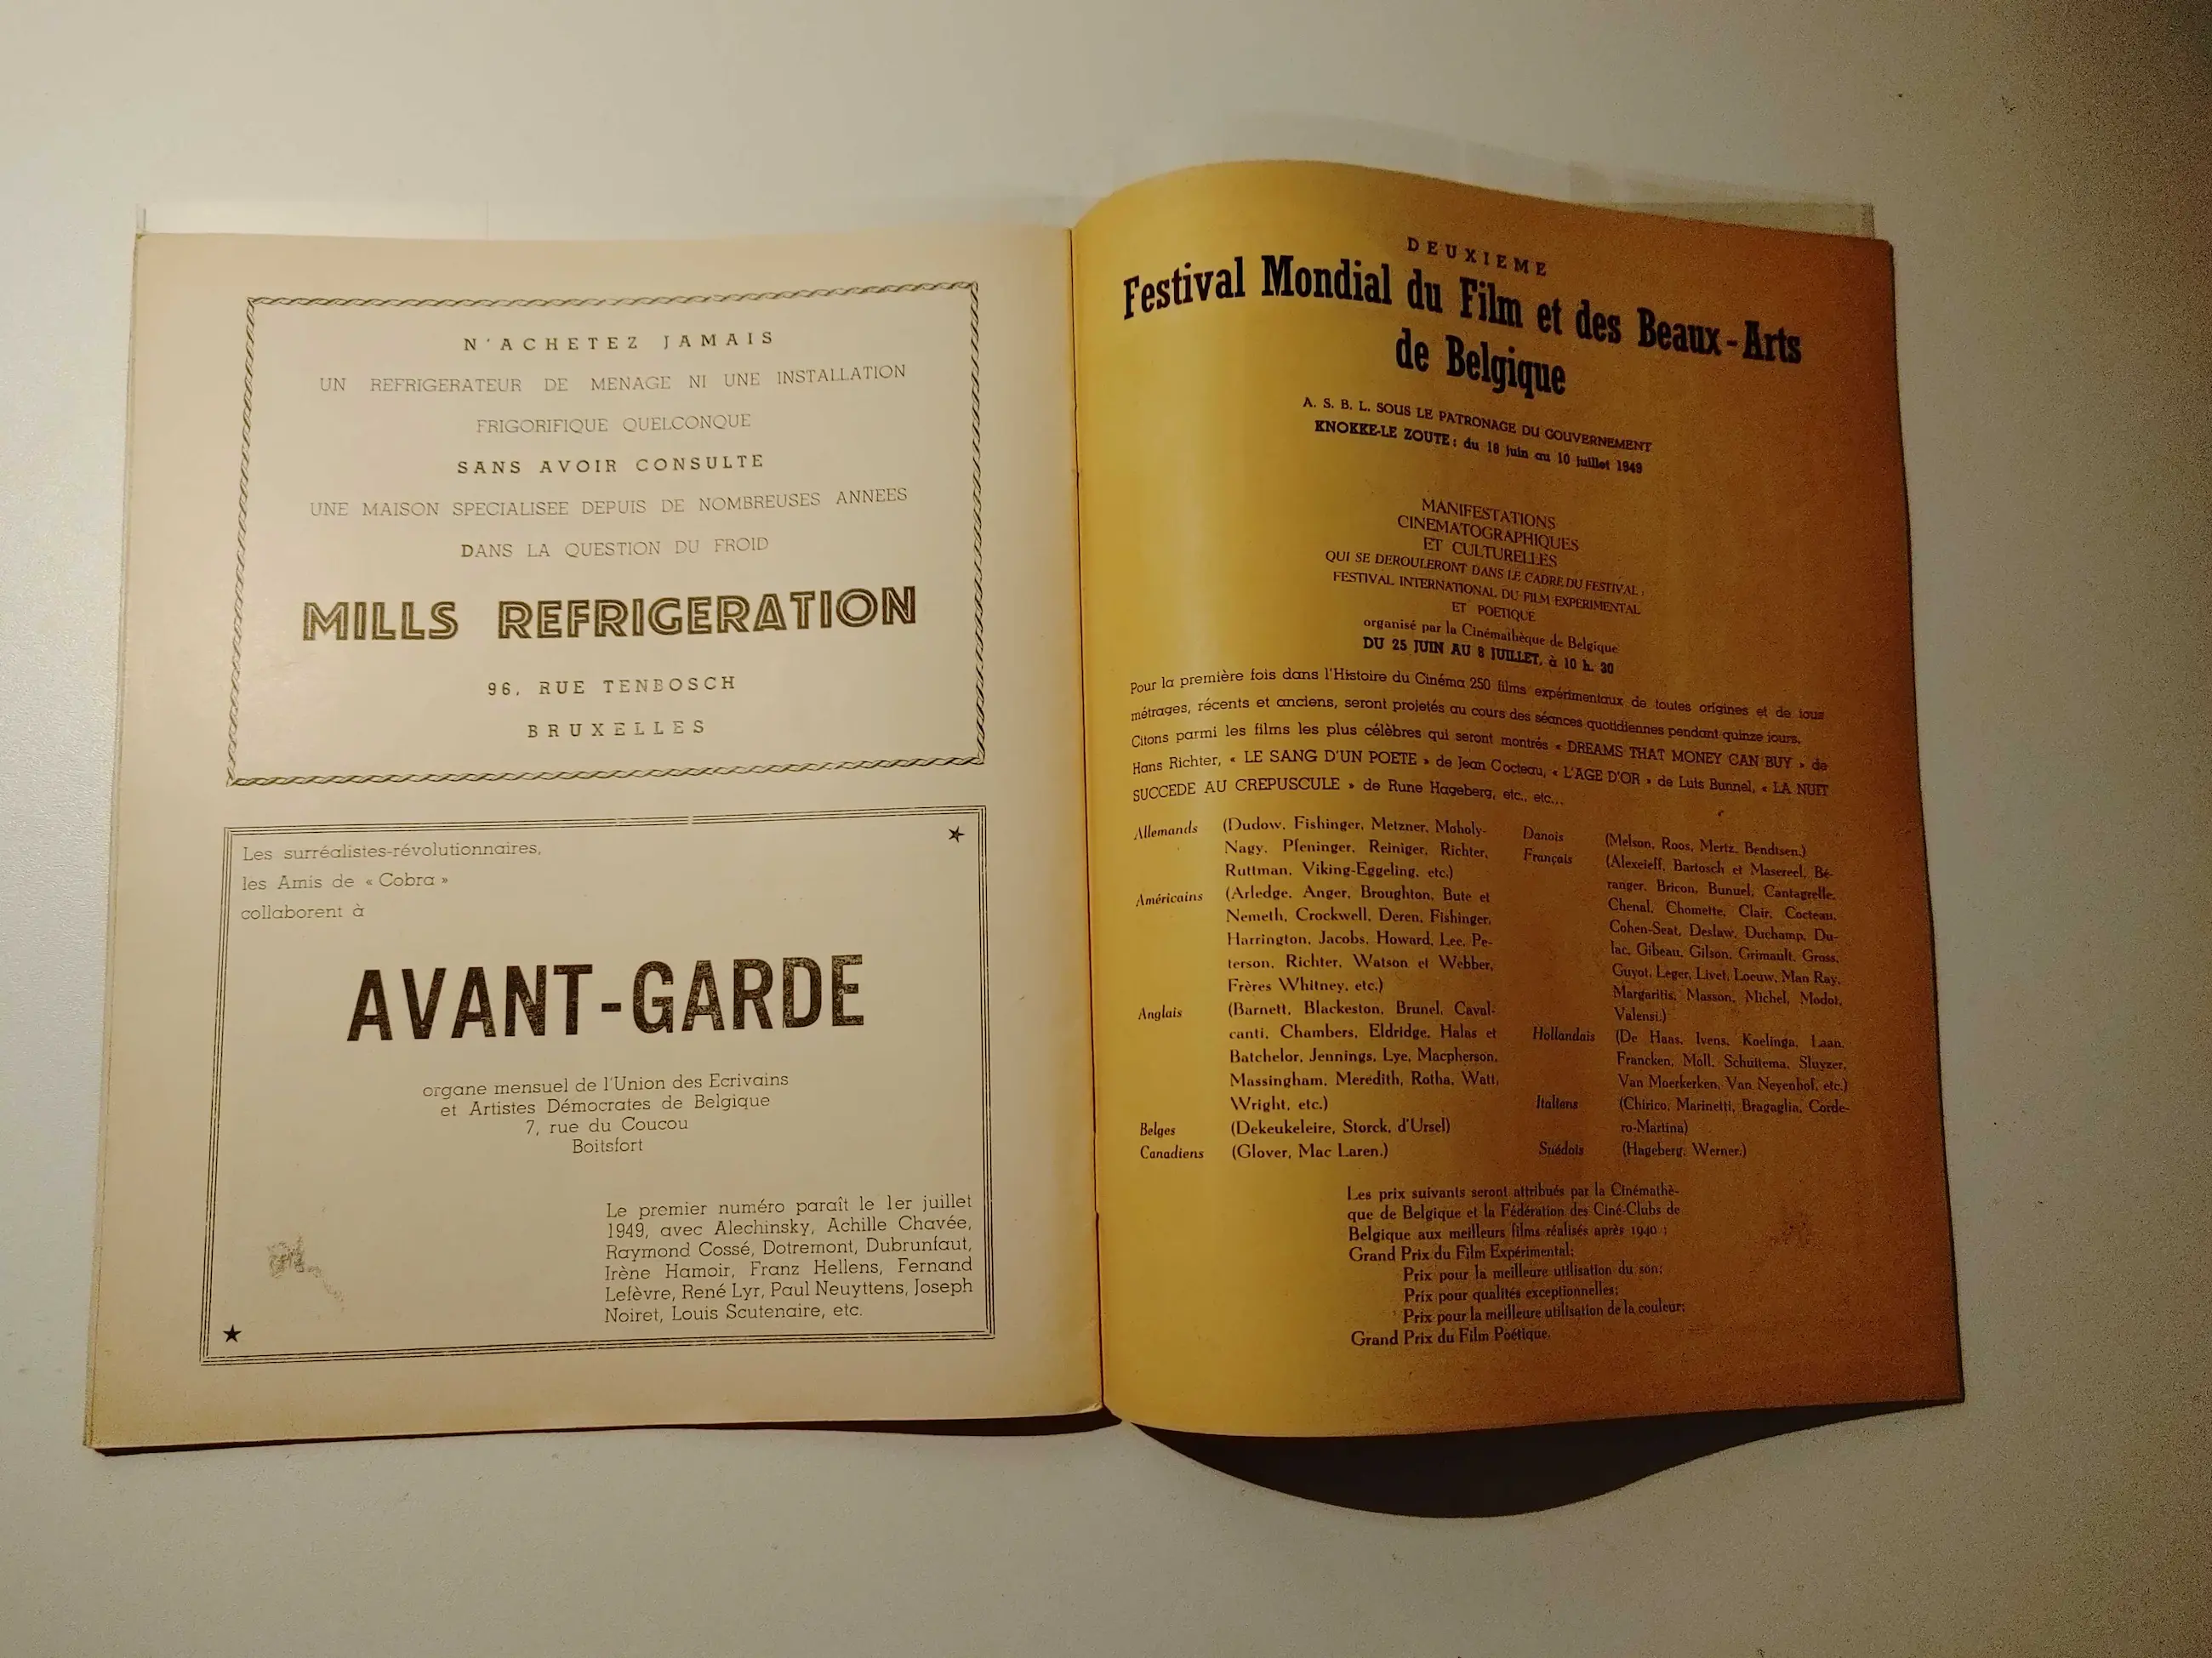 N'ACHETEZ JAMAIS
UN REFRIGERATEUR DE MENAGE NI UNE INSTALLATION
FRIGORIFIQUE QUELCONQUE
SANS AVOIR CONSULTE
UNE MAISON SPECIALISEE DEPUIS DE NOMBREUSES ANNEES
DANS LA QUESTION DU FROID
MILLS REFRIGERATION
96, RUE TENBOSCH
BRUXELLES
Les surréalistes-révolutionnaires,
les Amis de « Cobra »
collaborent à
AVANT-GARDE
organe mensuel de l'Union des Ecrivains
et Artistes Démocrates de Belgique
7, rue du Coucou
Boitsfort
Le premier numéro paraît le 1er juillet
1949, avec Alechinsky, Achille Chavée,
Raymond Cossé, Dotremont, Dubrunfaut,
Irène Hamoir, Franz Hellens, Fernand
Lefèvre, René Lyr, Paul Neuyttens, Joseph
Noiret, Louis Scutenaire, etc.
DEUXIEME
Festival Mondial du Film et des Beaux-Arts
de Belgique
A. S. B. L. SOUS LE PATRONAGE DU GOUVERNEMENT
KNOKKE-LE ZOUTE : du 18 juin au 10 juillet 1949
MANIFESTATIONS
CINEMATOGRAPHIQUES
ET CULTURELLES
QUI SE DEROULERONT DANS LE CADRE DU FESTIVAL :
FESTIVAL INTERNATIONAL DU FILM EXPERIMENTAL
ET POETIQUE
organisé par la Cinémathèque de Belgique
DU 25 JUIN AU 8 JUILLET, à 10 h. 30
Pour la première fois dans l'Histoire du Cinéma 250 films expérimentaux de toutes origines et de tous
métrages, récents et anciens, seront projetés au cours des séances quotidiennes pendant quinze jours.
Citons parmi les films les plus célèbres qui seront montrés « DREAMS THAT MONEY CAN BUY » de
Hans Richter, « LE SANG D'UN POETE » de Jean Cocteau, « L'AGE D'OR » de Luis Bunnel, « LA NUIT
SUCCEDE AU CREPUSCULE » de Rune Hageberg, etc., etc...
Allemands (Dudow, Fishinger, Metzner, Moholy-
Nagy, Pfeninger, Reiniger, Richter,
Ruttman, Viking-Eggeling, etc.)
Américains (Arledge, Anger, Broughton, Bute et
Nemeth, Crockwell, Deren, Fishinger,
Harrington, Jacobs, Howard, Lee, Pe-
terson, Richter, Watson et Webber,
Frères Whitney, etc.)
Anglais (Barnett, Blackeston, Brunel, Caval-
canti, Chambers, Eldridge, Halas et
Batchelor, Jennings, Lye, Macpherson,
Massingham, Meredith, Rotha, Watt,
Wright, etc.)
Belges (Dekeukeleire, Storck, d'Ursel)
Canadiens (Glover, Mac Laren.)
Danois (Melson, Roos, Mertz, Bendtsen.)
Français (Alexeieff, Bartosch et Masereel, Bé-
ranger, Bricon, Bunuel, Cantagrelle,
Chenal, Chomette, Clair, Cocteau,
Cohen-Seat, Deslaw, Duchamp, Du-
lac, Gibeau, Gilson, Grimault, Gross,
Guyot, Leger, Livet, Loeuw, Man Ray,
Margaritis, Masson, Michel, Modot,
Valensi.)
Hollandais (De Haas, Ivens, Koelinga, Laan,
Francken, Moll, Schuitema, Sluyzer,
Van Moerkerken, Van Neyenhof, etc.)
Italiens (Chirico, Marinetti, Bragaglia, Corde-
ro-Martina)
Suédois (Hageberg, Werner.)
Les prix suivants seront attribués par la Cinémathè-
que de Belgique et la Fédération des Ciné-Clubs de
Belgique aux meilleurs films réalisés après 1940 :
Grand Prix du Film Expérimental;
Prix pour la meilleure utilisation du son;
Prix pour qualités exceptionnelles;
Prix pour la meilleure utilisation de la couleur;
Grand Prix du Film Poétique.